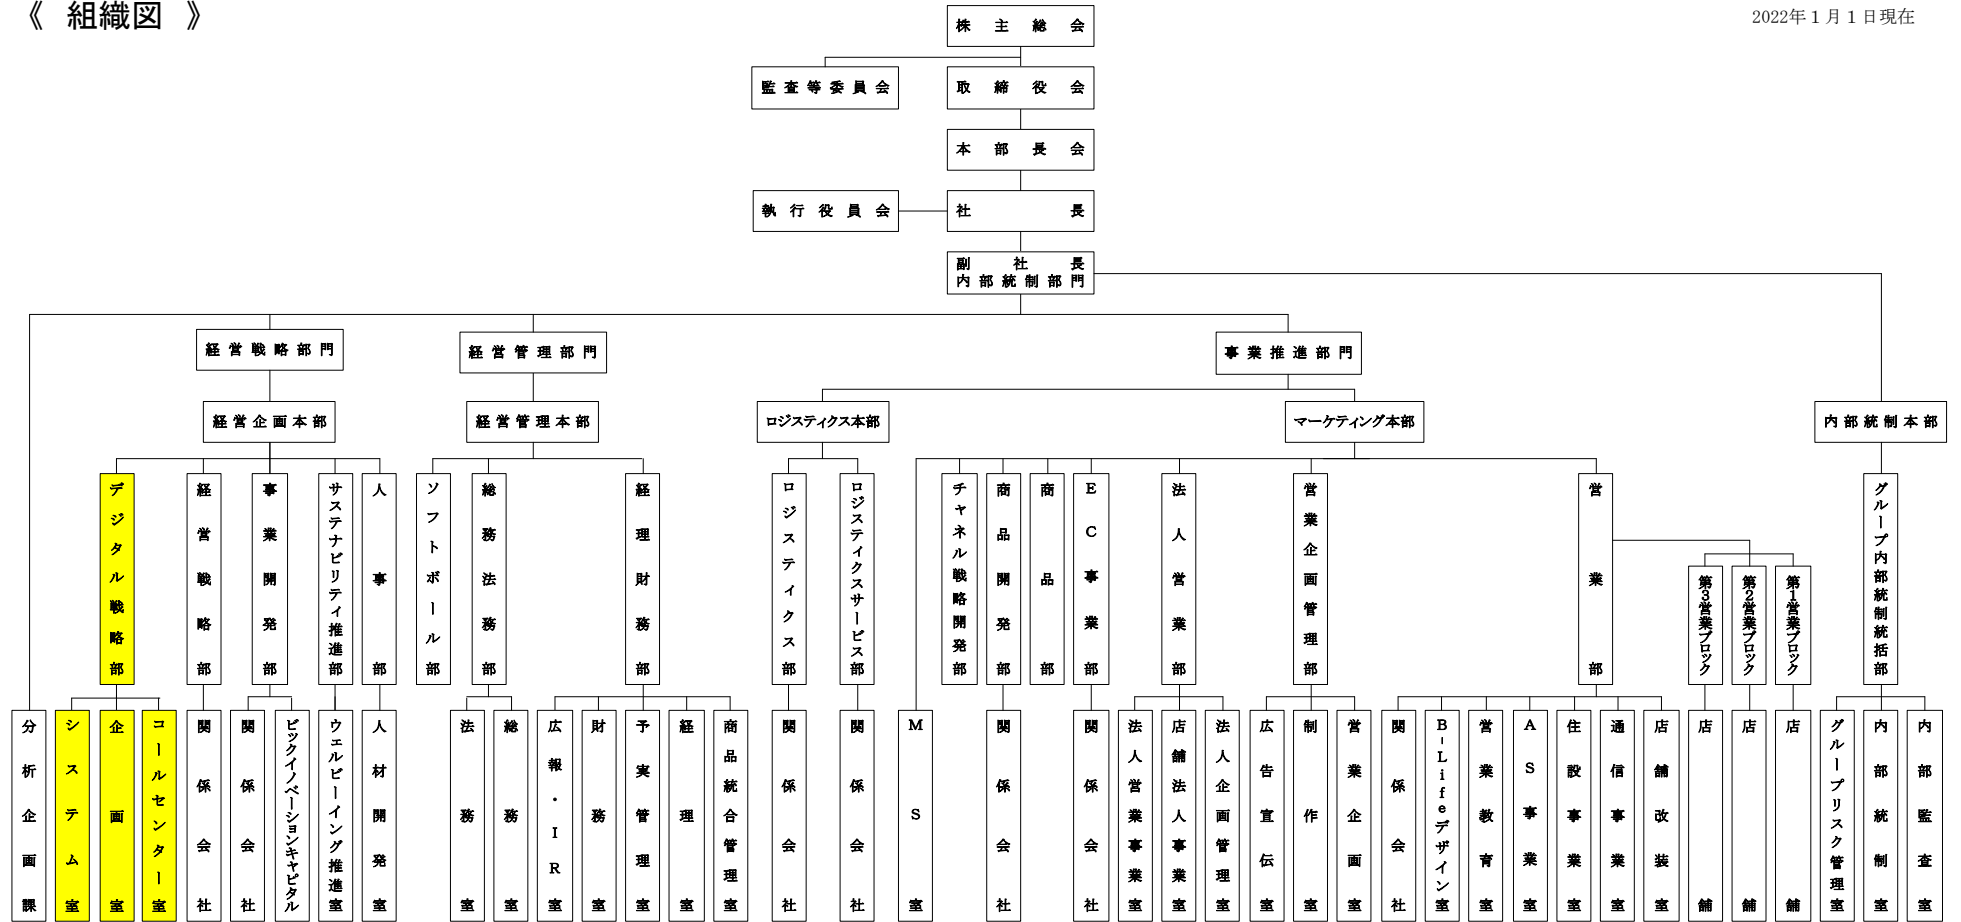 《 組織図 》
2022年1月1日現在
株主総会
監査等委員会
取締役会
本部長会
執行役員会
社長
副社長
内部統制部門
経営戦略部門
経営管理部門
事業推進部門
経営企画本部
経営管理本部
ロジスティクス本部
マーケティング本部
内部統制本部
デジタル戦略部
経営戦略部
事業開発部
サステナビリティ推進部
人事部
ソフトボール部
総務法務部
経理財務部
ロジスティクス部
ロジスティクスサービス部
チャネル戦略開発部
商品開発部
商品部
EC事業部
法人営業部
営業企画管理部
営業部
第3営業ブロック
第2営業ブロック
第1営業ブロック
グループ内部統制統括部
分析企画課
システム室
企画室
コールセンター室
関係会社
関係会社
ビックイノベーションキャピタル
ウェルビーイング推進室
人材開発室
法務室
総務室
広報・IR室
財務室
予実管理室
経理室
商品統合管理室
関係会社
関係会社
MS室
関係会社
関係会社
法人営業事業室
店舗法人事業室
法人企画管理室
広告宣伝室
制作室
営業企画室
関係会社
B-Lifeデザイン室
営業教育室
AS事業室
住設事業室
通信事業室
店舗改装室
店舗
店舗
店舗
グループリスク管理室
内部統制室
内部監査室